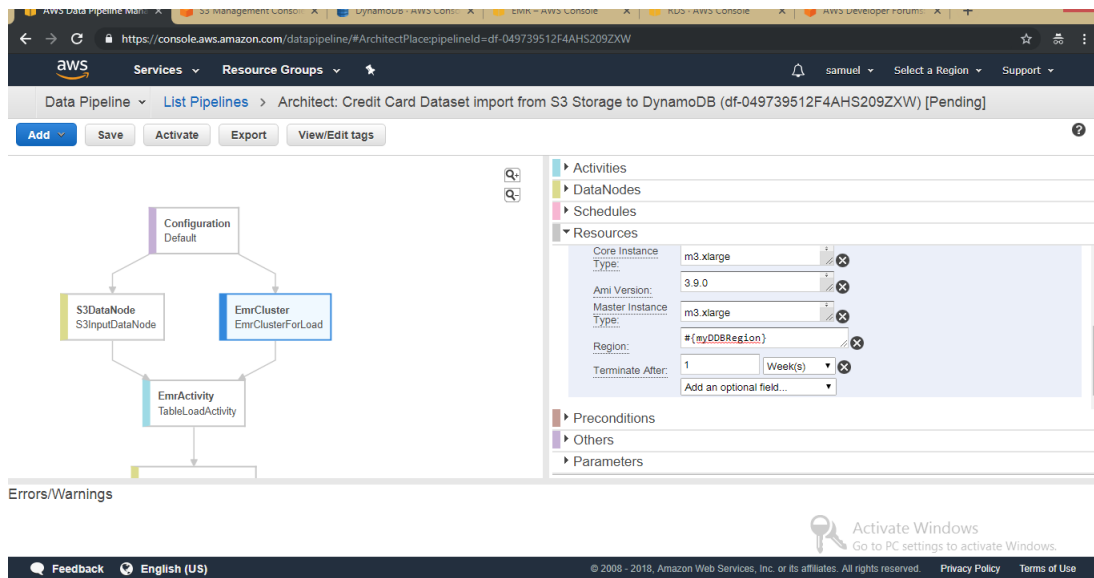 AWS Data Pipeline Mana
S3 Management Consol
DynamoDB - AWS Conso
EMR – AWS Console
RDS - AWS Console
AWS Developer Forums
https://console.aws.amazon.com/datapipeline/#ArchitectPlace:pipelineId=df-049739512F4AHS209ZXW
aws Services Resource Groups samuel Select a Region Support
Data Pipeline List Pipelines > Architect: Credit Card Dataset import from S3 Storage to DynamoDB (df-049739512F4AHS209ZXW) [Pending]
Add Save Activate Export View/Edit tags
Configuration
Default
S3DataNode
S3InputDataNode
EmrCluster
EmrClusterForLoad
EmrActivity
TableLoadActivity
Activities
DataNodes
Schedules
Resources
Core Instance
Type:
m3.xlarge
Ami Version:
3.9.0
Master Instance
Type:
m3.xlarge
Region:
#{myDDBRegion}
Terminate After:
1 Week(s)
Add an optional field...
Preconditions
Others
Parameters
Errors/Warnings
Activate Windows
Go to PC settings to activate Windows.
Feedback English (US) © 2008 - 2018, Amazon Web Services, Inc. or its affiliates. All rights reserved. Privacy Policy Terms of Use